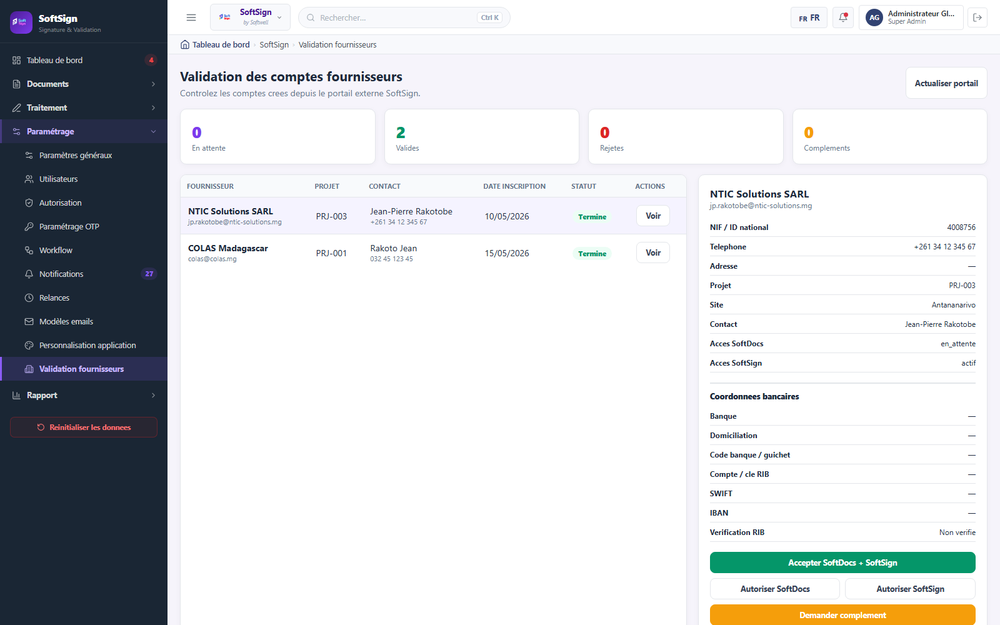 SoftSign
Signature & Validation
Tableau de bord
4
Documents
Traitement
Paramétrage
Paramètres généraux
Utilisateurs
Autorisation
Paramétrage OTP
Workflow
Notifications
27
Relances
Modèles emails
Personnalisation application
Validation fournisseurs
Rapport
Reinitialiser les donnees
Soft
Sign
SoftSign
by Softwell
Rechercher...
Ctrl K
FR FR
AG
Administrateur Gl...
Super Admin
Tableau de bord › SoftSign › Validation fournisseurs
Validation des comptes fournisseurs
Controlez les comptes crees depuis le portail externe SoftSign.
Actualiser portail
0
En attente
2
Valides
0
Rejetes
0
Complements
FOURNISSEUR PROJET CONTACT DATE INSCRIPTION STATUT ACTIONS
NTIC Solutions SARL
jp.rakotobe@ntic-solutions.mg
PRJ-003
Jean-Pierre Rakotobe
+261 34 12 345 67
10/05/2026
Termine
Voir
COLAS Madagascar
colas@colas.mg
PRJ-001
Rakoto Jean
032 45 123 45
15/05/2026
Termine
Voir
NTIC Solutions SARL
jp.rakotobe@ntic-solutions.mg
NIF / ID national 4008756
Telephone +261 34 12 345 67
Adresse —
Projet PRJ-003
Site Antananarivo
Contact Jean-Pierre Rakotobe
Acces SoftDocs en_attente
Acces SoftSign actif
Coordonnees bancaires
Banque —
Domiciliation —
Code banque / guichet —
Compte / cle RIB —
SWIFT —
IBAN —
Verification RIB Non verifie
Accepter SoftDocs + SoftSign
Autoriser SoftDocs
Autoriser SoftSign
Demander complement